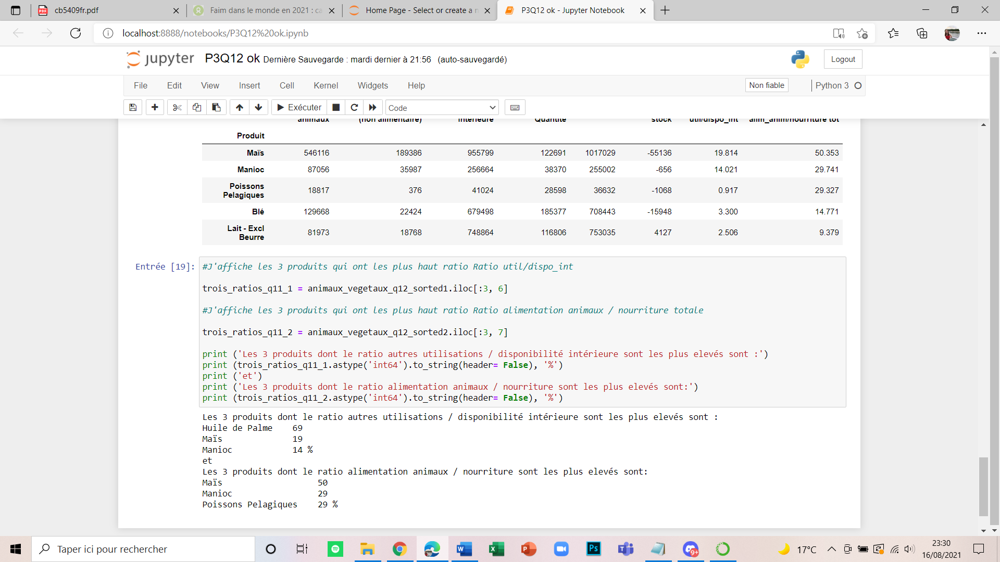 cb5409fr.pdf
Faim dans le monde en 2021 : ca
Home Page - Select or create a n
P3Q12 ok - Jupyter Notebook
localhost:8888/notebooks/P3Q12%20ok.ipynb
jupyter P3Q12 ok Dernière Sauvegarde : mardi dernier à 21:56 (auto-sauvegardé)
Logout
File Edit View Insert Cell Kernel Widgets Help
Non fiable
Python 3
Exécuter
Code
animaux (non alimentaire) intérieure Quantité stock util/dispo_int alim_anim/nourriture tot
Produit
Maïs 546116 189386 955799 122691 1017029 -55136 19.814 50.353
Manioc 87056 35987 256664 38370 255002 -656 14.021 29.741
Poissons
Pelagiques 18817 376 41024 28598 36632 -1068 0.917 29.327
Blé 129668 22424 679498 185377 708443 -15948 3.300 14.771
Lait - Excl
Beurre 81973 18768 748864 116806 753035 4127 2.506 9.379
Entrée [19]: #J'affiche les 3 produits qui ont les plus haut ratio Ratio util/dispo_int
trois_ratios_q11_1 = animaux_vegetaux_q12_sorted1.iloc[:3, 6]
#J'affiche les 3 produits qui ont les plus haut ratio Ratio alimentation animaux / nourriture totale
trois_ratios_q11_2 = animaux_vegetaux_q12_sorted2.iloc[:3, 7]
print ('Les 3 produits dont le ratio autres utilisations / disponibilité intérieure sont les plus elevés sont :')
print (trois_ratios_q11_1.astype('int64').to_string(header= False), '%')
print ('et')
print ('Les 3 produits dont le ratio alimentation animaux / nourriture sont les plus elevés sont:')
print (trois_ratios_q11_2.astype('int64').to_string(header= False), '%')
Les 3 produits dont le ratio autres utilisations / disponibilité intérieure sont les plus elevés sont :
Huile de Palme 69
Maïs 19
Manioc 14 %
et
Les 3 produits dont le ratio alimentation animaux / nourriture sont les plus elevés sont:
Maïs 50
Manioc 29
Poissons Pelagiques 29 %
Taper ici pour rechercher
17°C
23:30
16/08/2021